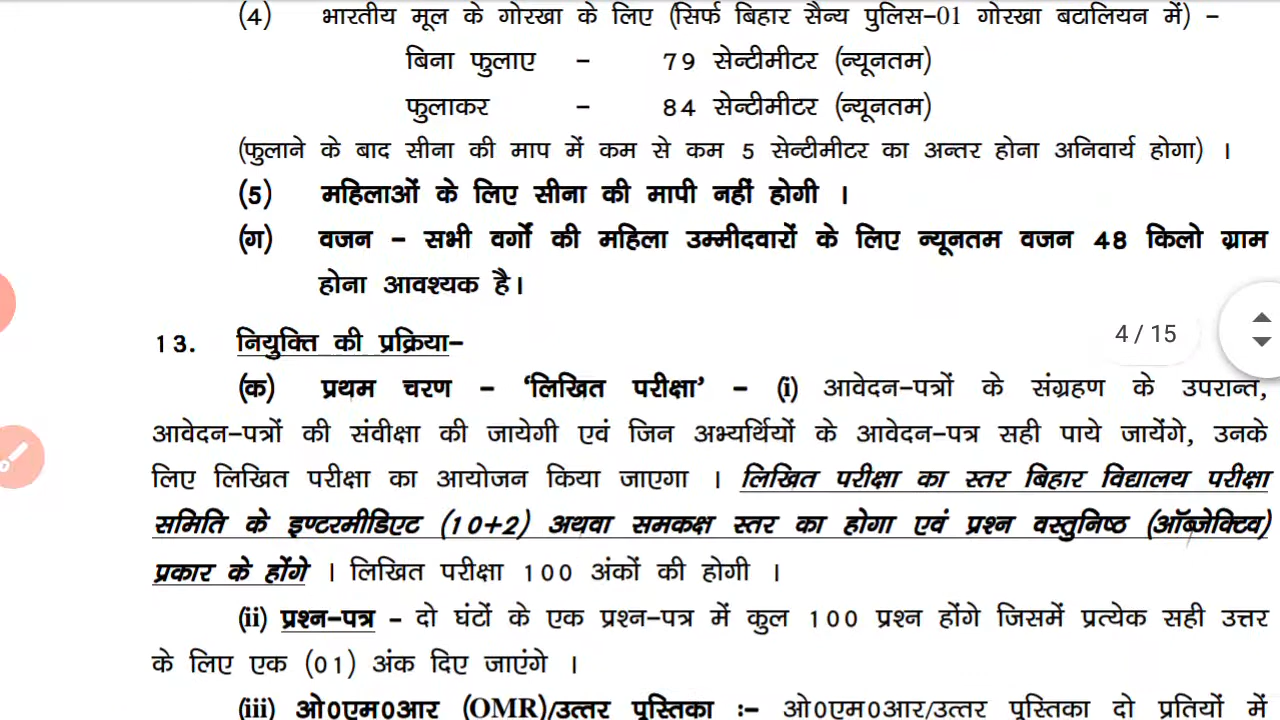 (4) भारतीय मूल के गोरखा के लिए (सिर्फ बिहार सैन्य पुलिस-01 गोरखा बटालियन में) -
बिना फुलाए - 79 सेन्टीमीटर (न्यूनतम)
फुलाकर - 84 सेन्टीमीटर (न्यूनतम)
(फुलाने के बाद सीना की माप में कम से कम 5 सेन्टीमीटर का अन्तर होना अनिवार्य होगा) ।
(5) महिलाओं के लिए सीना की मापी नहीं होगी ।
(ग) वजन - सभी वर्गों की महिला उम्मीदवारों के लिए न्यूनतम वजन 48 किलो ग्राम
होना आवश्यक है।
4 / 15
13. नियुक्ति की प्रक्रिया-
(क) प्रथम चरण - ‘लिखित परीक्षा’ - (i) आवेदन-पत्रों के संग्रहण के उपरान्त,
आवेदन-पत्रों की संवीक्षा की जायेगी एवं जिन अभ्यर्थियों के आवेदन-पत्र सही पाये जायेंगे, उनके
लिए लिखित परीक्षा का आयोजन किया जाएगा । लिखित परीक्षा का स्तर बिहार विद्यालय परीक्षा
समिति के इण्टरमीडिएट (10+2) अथवा समकक्ष स्तर का होगा एवं प्रश्न वस्तुनिष्ठ (ऑब्जेक्टिव)
प्रकार के होंगे । लिखित परीक्षा 100 अंकों की होगी ।
(ii) प्रश्न-पत्र - दो घंटों के एक प्रश्न-पत्र में कुल 100 प्रश्न होंगे जिसमें प्रत्येक सही उत्तर
के लिए एक (01) अंक दिए जाएंगे ।
(iii) ओ0एम0आर (OMR)/उत्तर पुस्तिका :- ओ0एम0आर/उत्तर पुस्तिका दो प्रतियों में